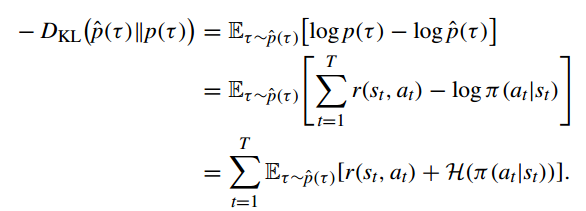 − D_KL(p̂(τ)∥p(τ)) = 𝔼_{τ∼p̂(τ)}[log p(τ) − log p̂(τ)]
= 𝔼_{τ∼p̂(τ)}[∑_{t=1}^{T} r(s_t, a_t) − log π(a_t|s_t)]
= ∑_{t=1}^{T} 𝔼_{τ∼p̂(τ)}[r(s_t, a_t) + ℋ(π(a_t|s_t))].